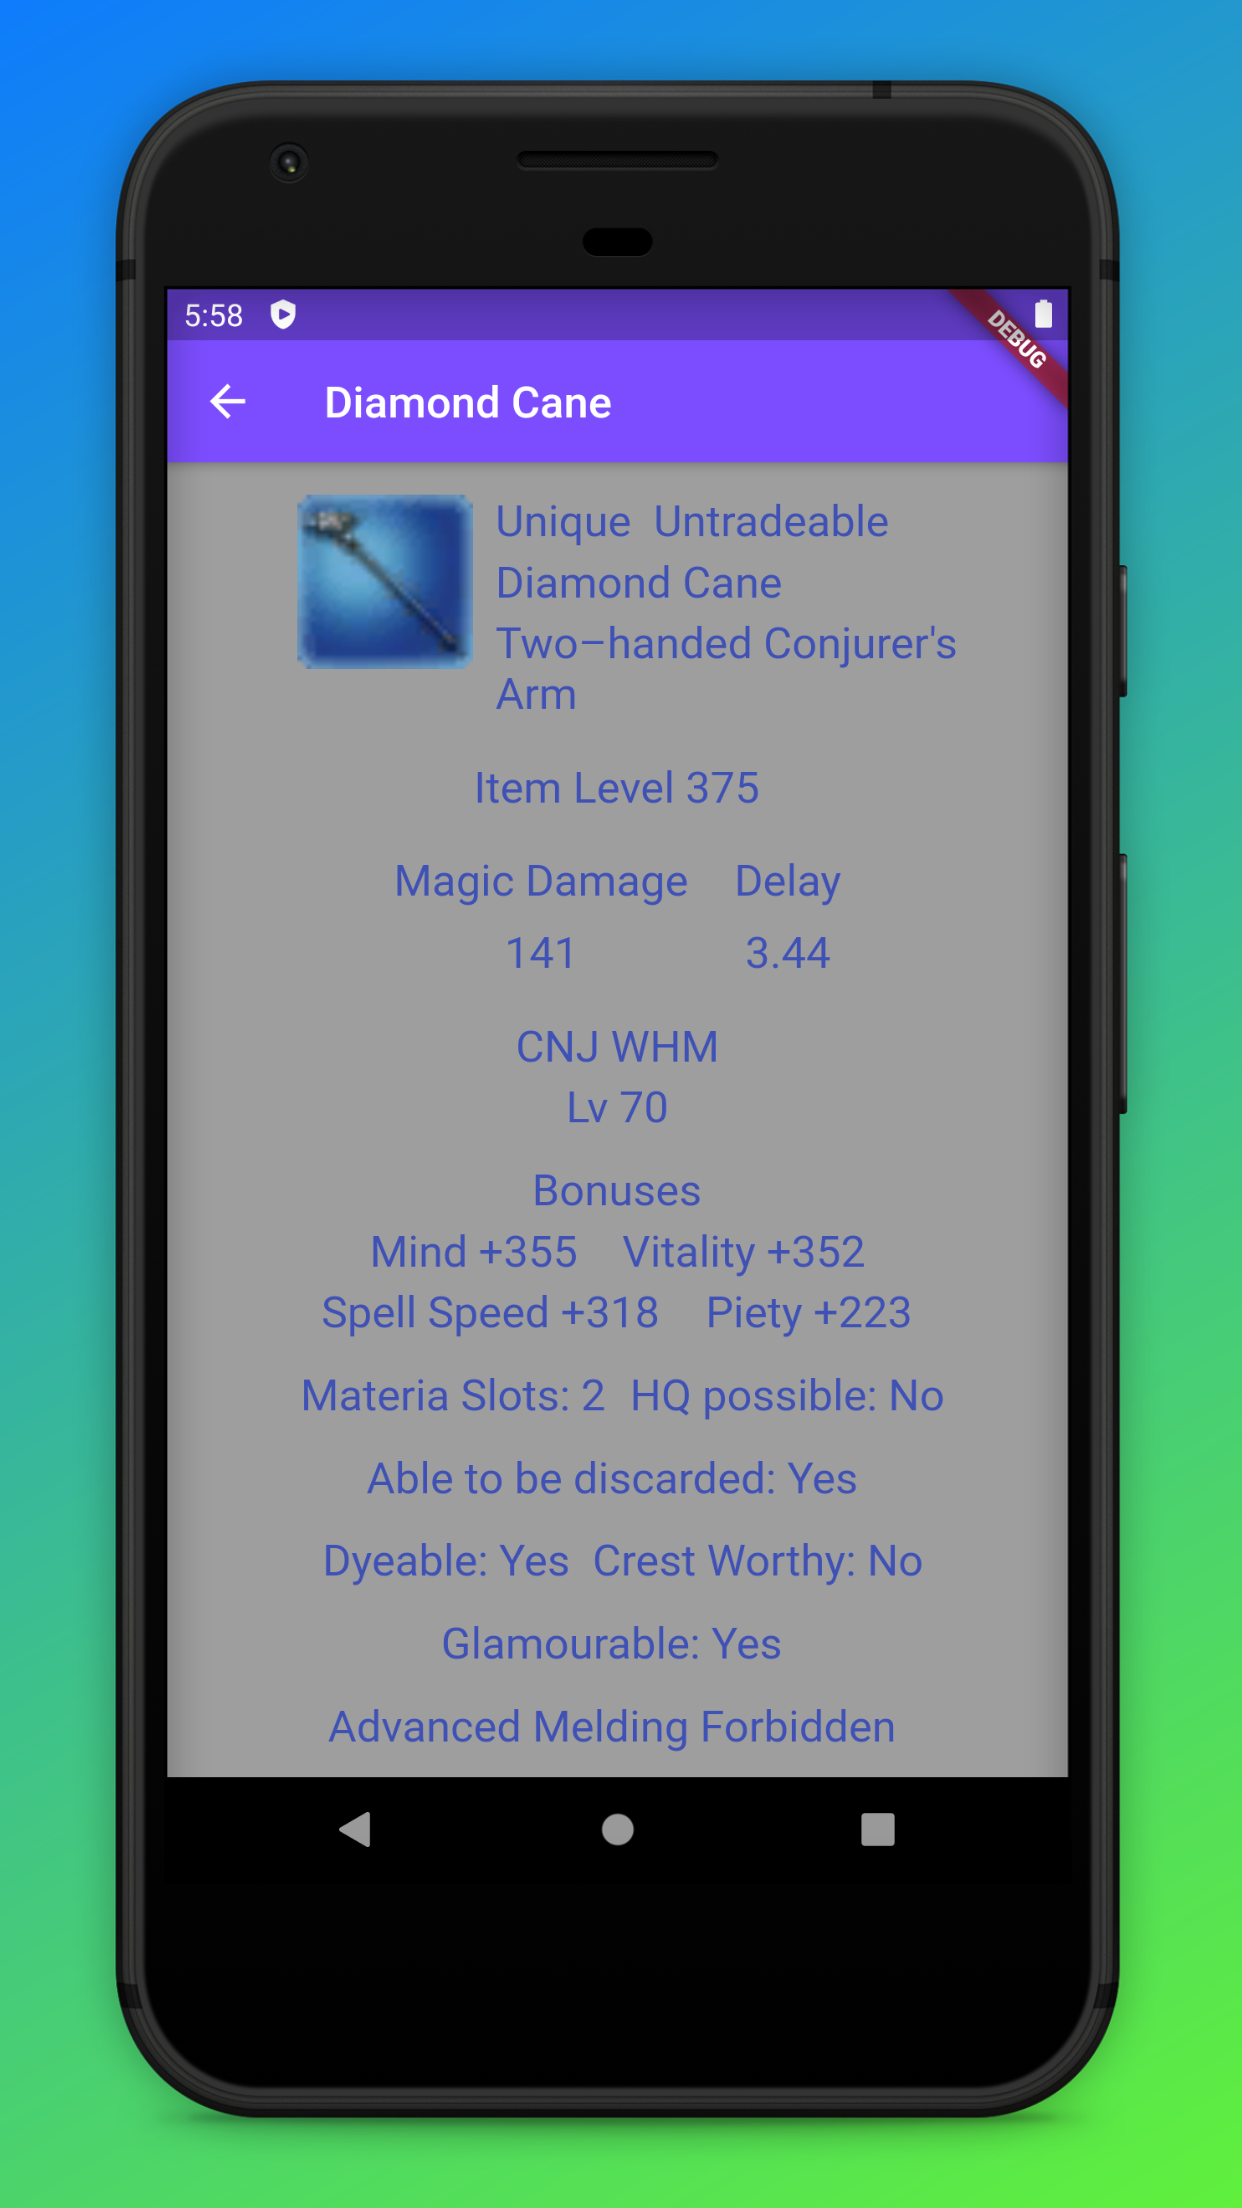 5:58
DEBUG
Diamond Cane
Unique  Untradeable
Diamond Cane
Two–handed Conjurer's
Arm
Item Level 375
Magic Damage  Delay
141  3.44
CNJ WHM
Lv 70
Bonuses
Mind +355  Vitality +352
Spell Speed +318  Piety +223
Materia Slots: 2  HQ possible: No
Able to be discarded: Yes
Dyeable: Yes  Crest Worthy: No
Glamourable: Yes
Advanced Melding Forbidden